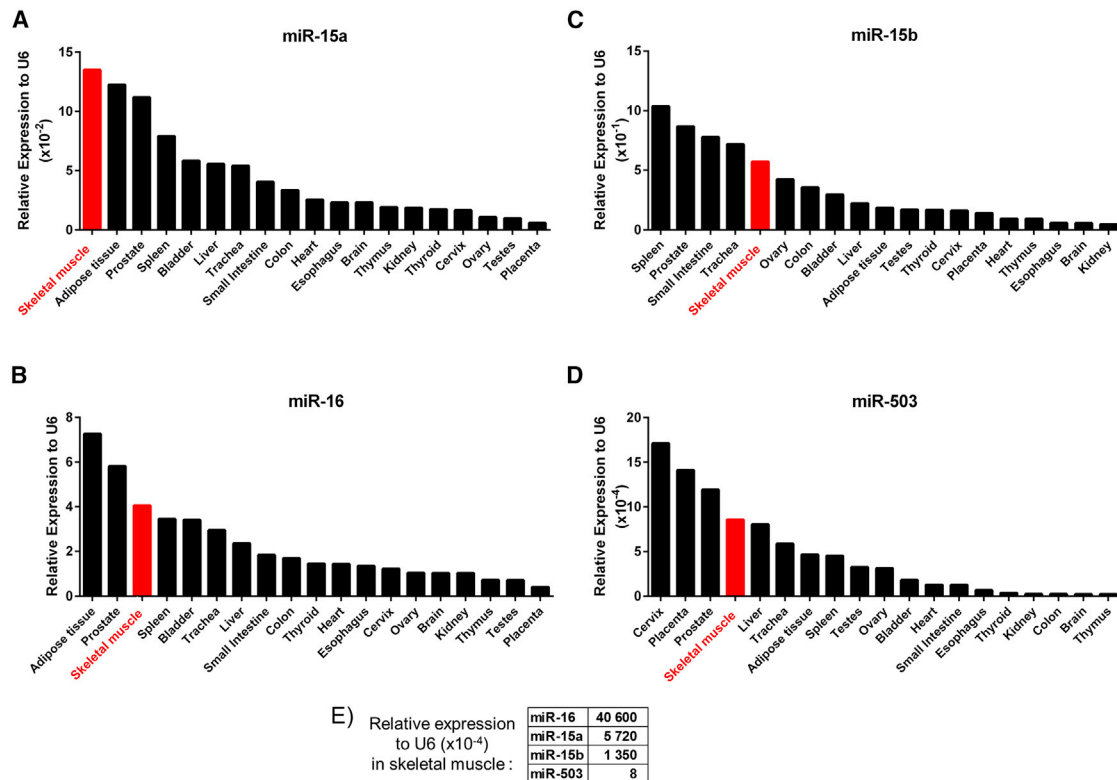 A
miR-15a
Relative Expression to U6
(x10⁻²)
15
10
5
0
Skeletal muscle
Adipose tissue
Prostate
Spleen
Bladder
Liver
Trachea
Small Intestine
Colon
Heart
Esophagus
Brain
Thymus
Kidney
Thyroid
Cervix
Ovary
Testes
Placenta
C
miR-15b
Relative Expression to U6
(x10⁻¹)
15
10
5
0
Spleen
Prostate
Small Intestine
Trachea
Skeletal muscle
Ovary
Colon
Bladder
Liver
Adipose tissue
Testes
Thyroid
Cervix
Placenta
Heart
Thymus
Esophagus
Brain
Kidney
B
miR-16
Relative Expression to U6
8
6
4
2
0
Adipose tissue
Prostate
Skeletal muscle
Spleen
Bladder
Trachea
Liver
Small Intestine
Colon
Thyroid
Heart
Esophagus
Cervix
Ovary
Brain
Kidney
Thymus
Testes
Placenta
D
miR-503
Relative Expression to U6
(x10⁻⁴)
20
15
10
5
0
Cervix
Placenta
Prostate
Skeletal muscle
Liver
Trachea
Adipose tissue
Spleen
Testes
Ovary
Bladder
Heart
Small Intestine
Esophagus
Thyroid
Kidney
Colon
Brain
Thymus
E)
Relative expression
to U6 (x10⁻⁴)
in skeletal muscle :
miR-16 40 600
miR-15a 5 720
miR-15b 1 350
miR-503 8